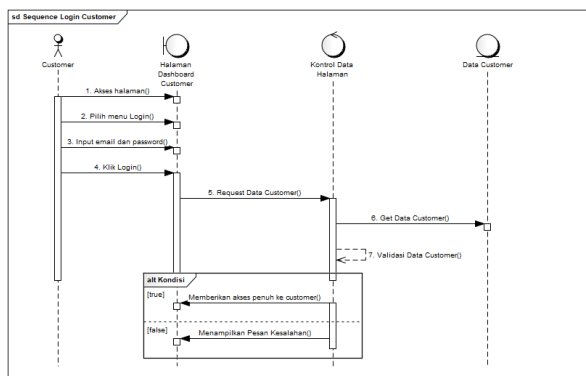 sd Sequence Login Customer
Customer
Halaman
Dashboard
Customer
Kontrol Data
Halaman
Data Customer
1. Akses halaman()
2. Pilih menu Login()
3. Input email dan password()
4. Klik Login()
5. Request Data Customer()
6. Get Data Customer()
7. Validasi Data Customer()
alt Kondisi
[true]
Memberikan akses penuh ke customer()
[false]
Menampilkan Pesan Kesalahan()